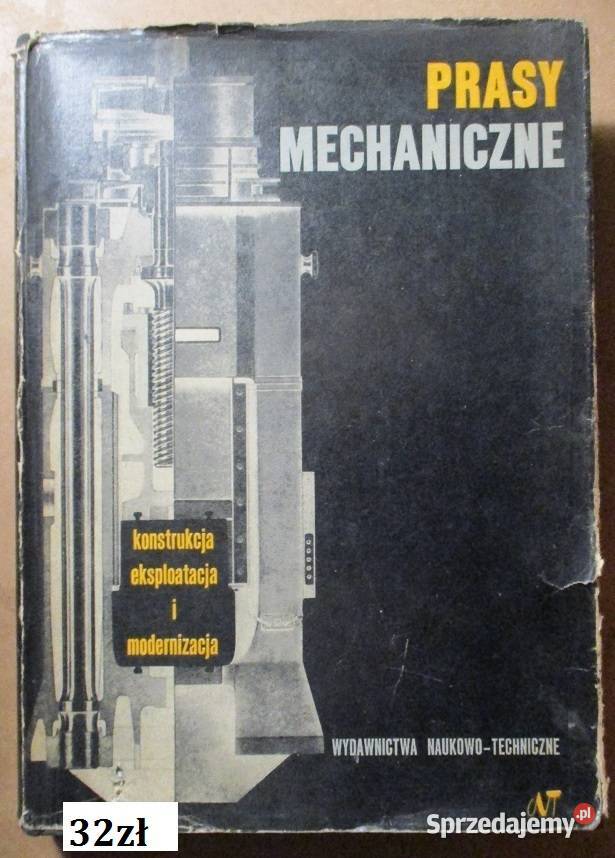 PRASY
MECHANICZNE
konstrukcja
eksploatacja
i
modernizacja
WYDAWNICTWA NAUKOWO-TECHNICZNE
32zł
Sprzedajemy.pl